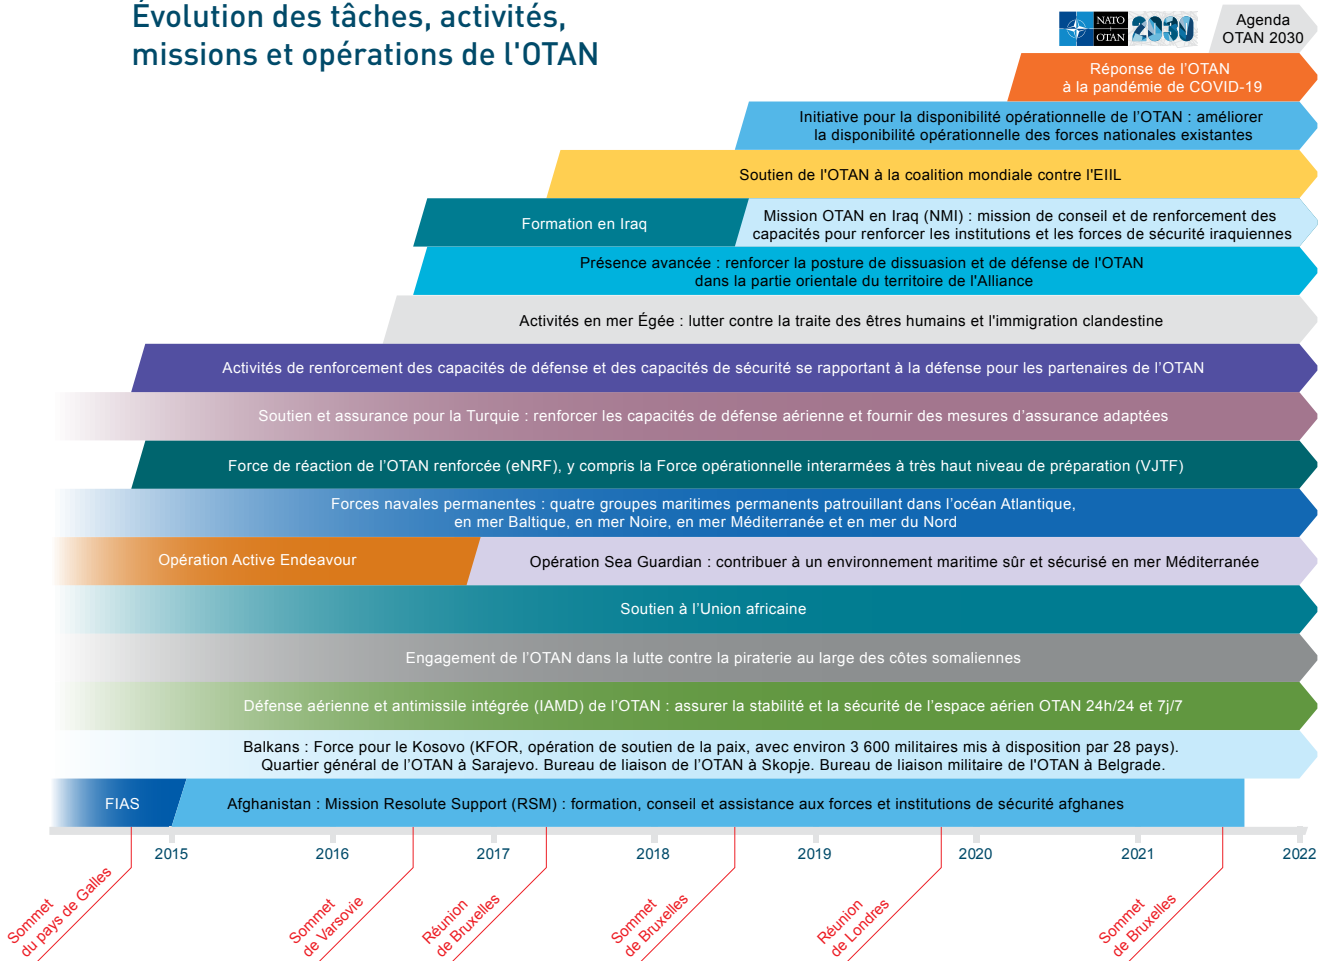 Évolution des tâches, activités,
missions et opérations de l'OTAN
NATO
OTAN
2030
Agenda
OTAN 2030
Réponse de l'OTAN
à la pandémie de COVID-19
Initiative pour la disponibilité opérationnelle de l'OTAN : améliorer
la disponibilité opérationnelle des forces nationales existantes
Soutien de l'OTAN à la coalition mondiale contre l'EIIL
Formation en Iraq
Mission OTAN en Iraq (NMI) : mission de conseil et de renforcement des
capacités pour renforcer les institutions et les forces de sécurité iraquiennes
Présence avancée : renforcer la posture de dissuasion et de défense de l'OTAN
dans la partie orientale du territoire de l'Alliance
Activités en mer Égée : lutter contre la traite des êtres humains et l'immigration clandestine
Activités de renforcement des capacités de défense et des capacités de sécurité se rapportant à la défense pour les partenaires de l'OTAN
Soutien et assurance pour la Turquie : renforcer les capacités de défense aérienne et fournir des mesures d'assurance adaptées
Force de réaction de l'OTAN renforcée (eNRF), y compris la Force opérationnelle interarmées à très haut niveau de préparation (VJTF)
Forces navales permanentes : quatre groupes maritimes permanents patrouillant dans l'océan Atlantique,
en mer Baltique, en mer Noire, en mer Méditerranée et en mer du Nord
Opération Active Endeavour
Opération Sea Guardian : contribuer à un environnement maritime sûr et sécurisé en mer Méditerranée
Soutien à l'Union africaine
Engagement de l'OTAN dans la lutte contre la piraterie au large des côtes somaliennes
Défense aérienne et antimissile intégrée (IAMD) de l'OTAN : assurer la stabilité et la sécurité de l'espace aérien OTAN 24h/24 et 7j/7
Balkans : Force pour le Kosovo (KFOR, opération de soutien de la paix, avec environ 3 600 militaires mis à disposition par 28 pays).
Quartier général de l'OTAN à Sarajevo. Bureau de liaison de l'OTAN à Skopje. Bureau de liaison militaire de l'OTAN à Belgrade.
FIAS
Afghanistan : Mission Resolute Support (RSM) : formation, conseil et assistance aux forces et institutions de sécurité afghanes
2015
2016
2017
2018
2019
2020
2021
2022
Sommet
du pays de Galles
Sommet
de Varsovie
Réunion
de Bruxelles
Sommet
de Bruxelles
Réunion
de Londres
Sommet
de Bruxelles